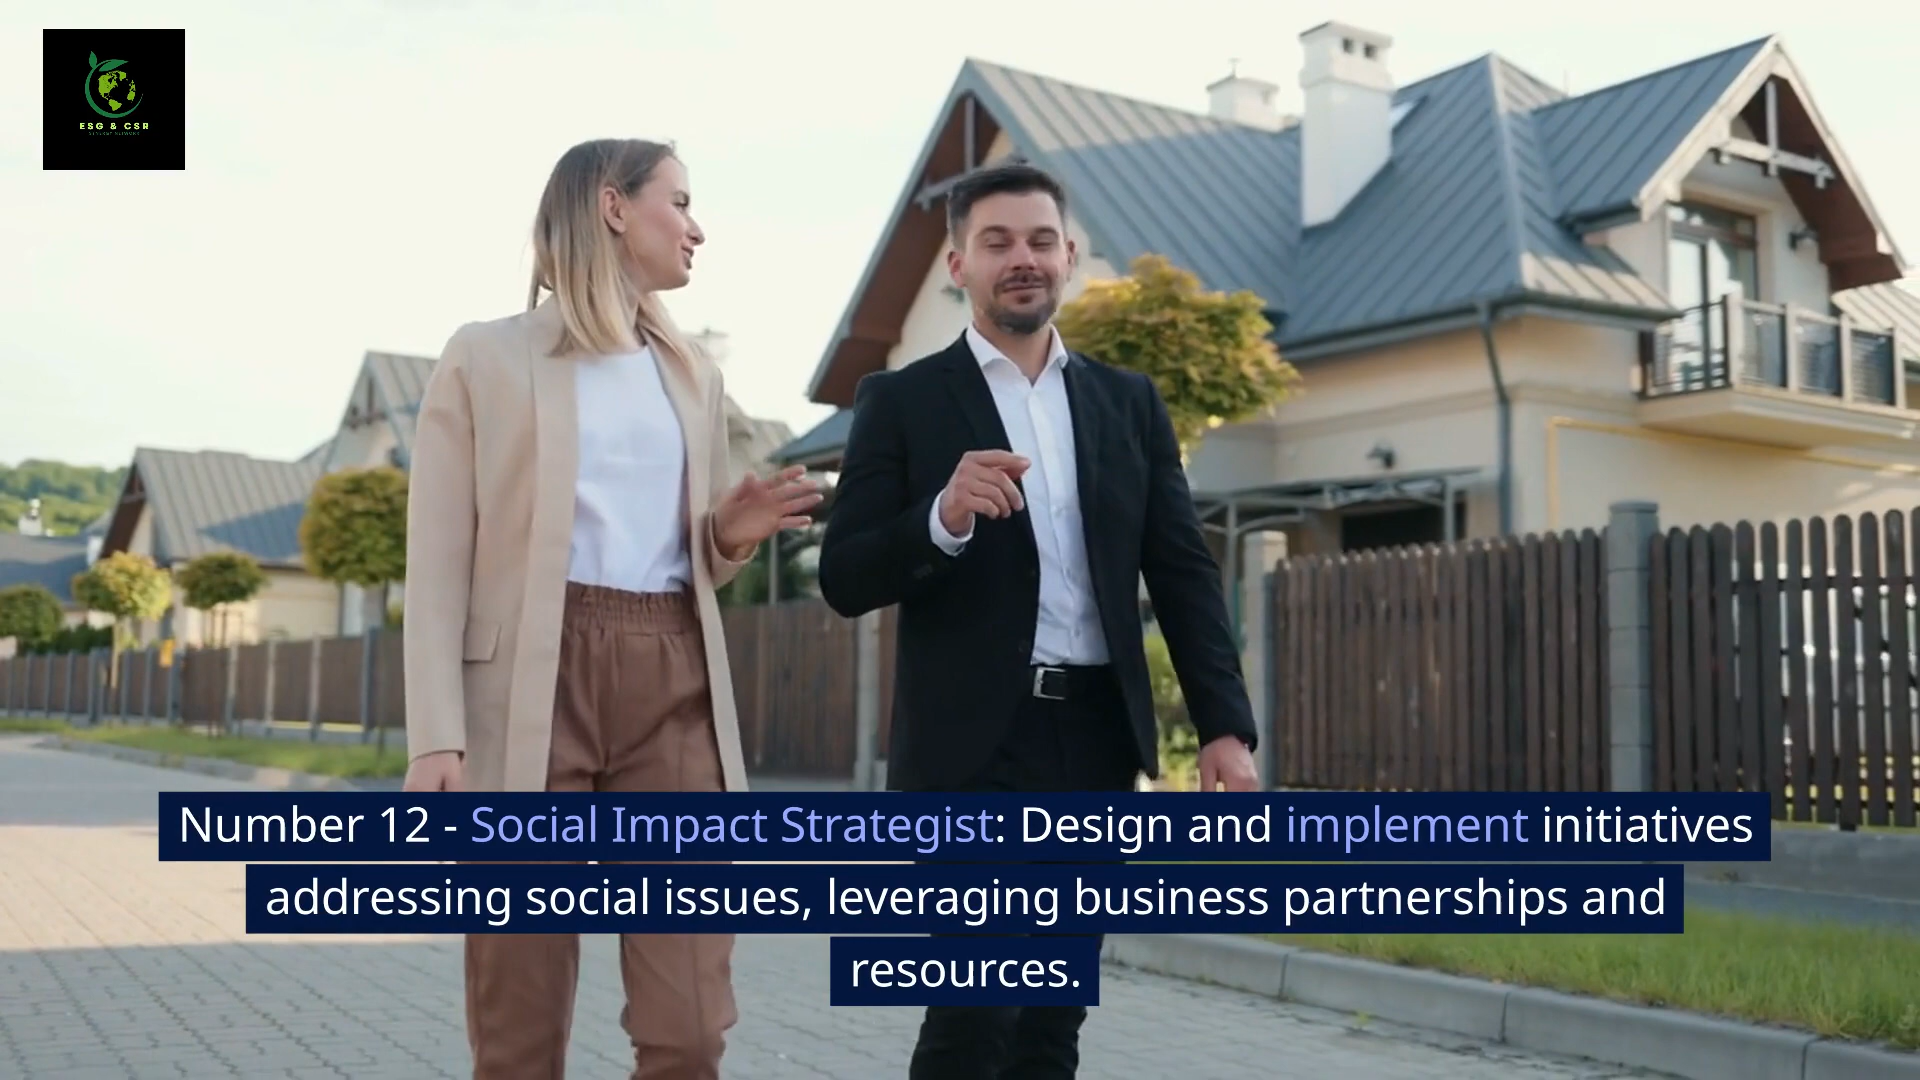 ESG & CSR
Number 12 - Social Impact Strategist: Design and implement initiatives
addressing social issues, leveraging business partnerships and
resources.